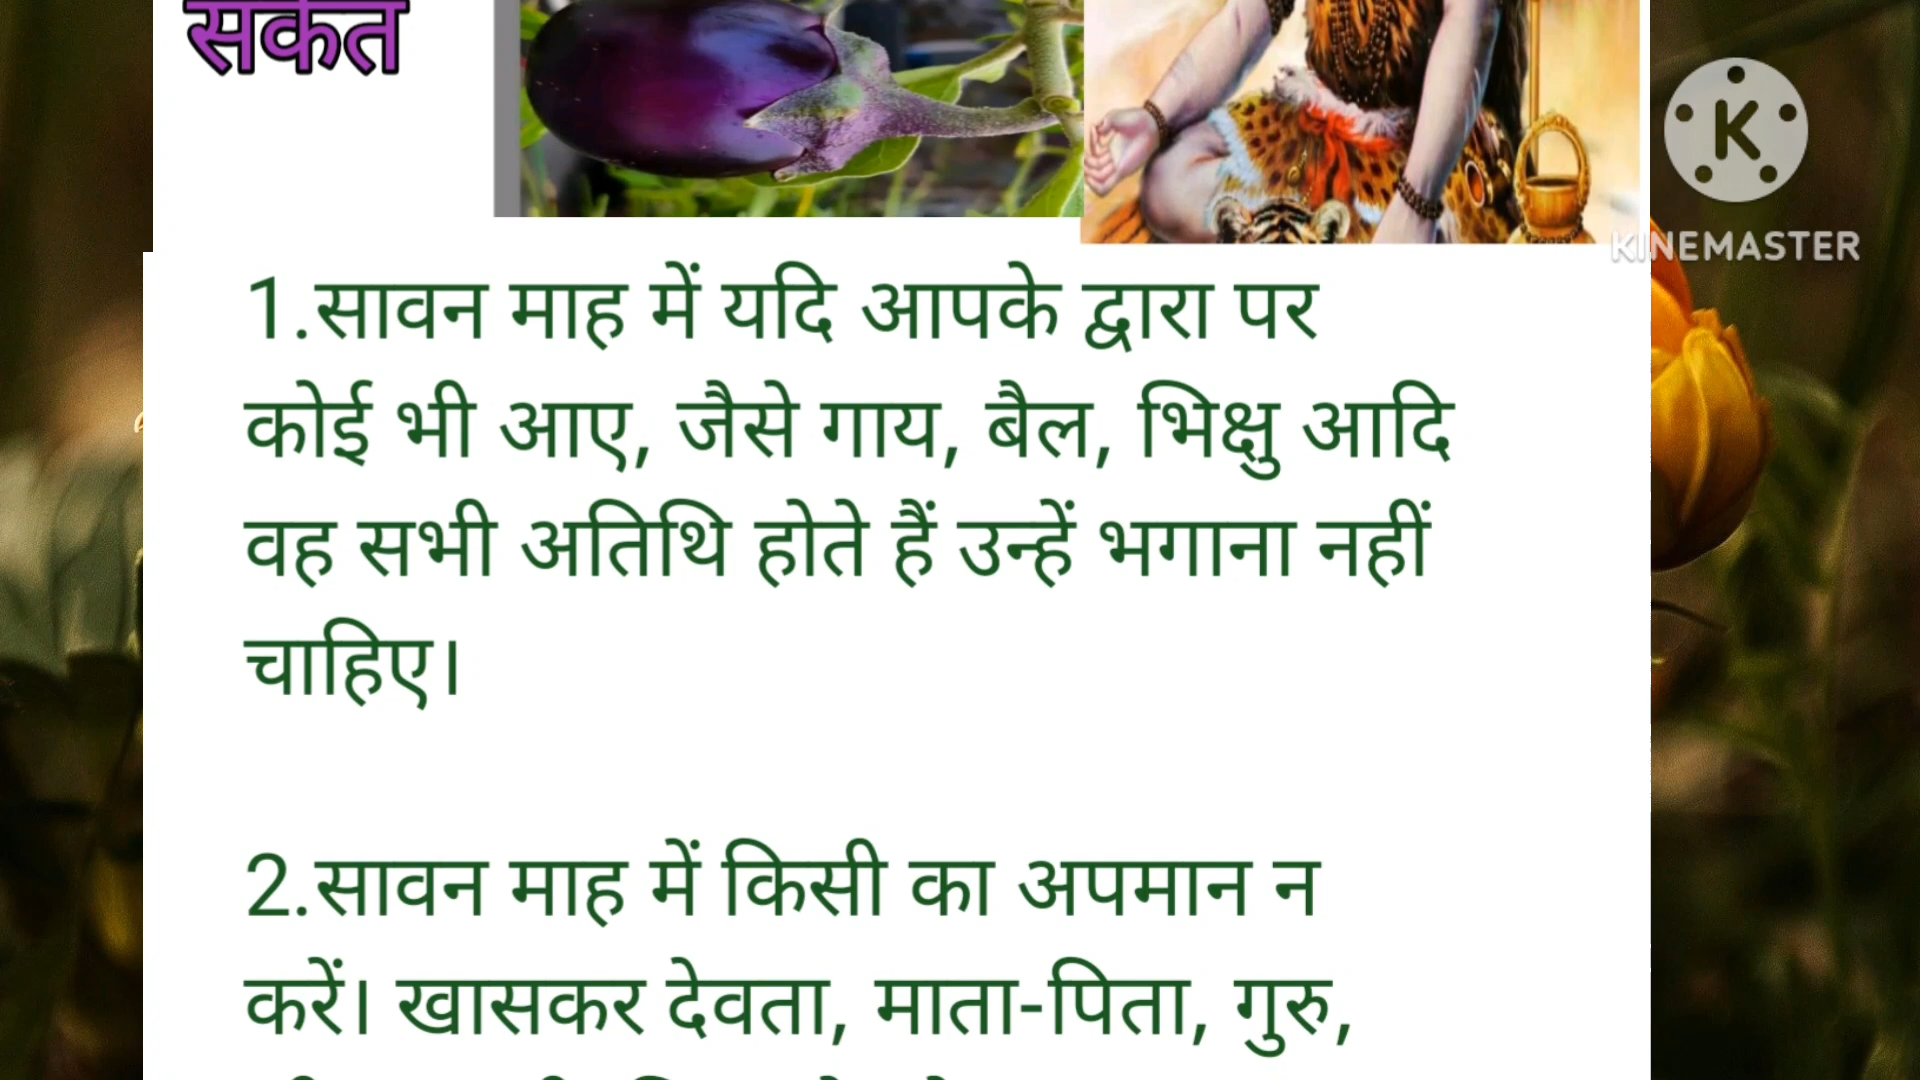 संकेत
KINEMASTER
1.सावन माह में यदि आपके द्वारा पर
कोई भी आए, जैसे गाय, बैल, भिक्षु आदि
वह सभी अतिथि होते हैं उन्हें भगाना नहीं
चाहिए।
2.सावन माह में किसी का अपमान न
करें। खासकर देवता, माता-पिता, गुरु,